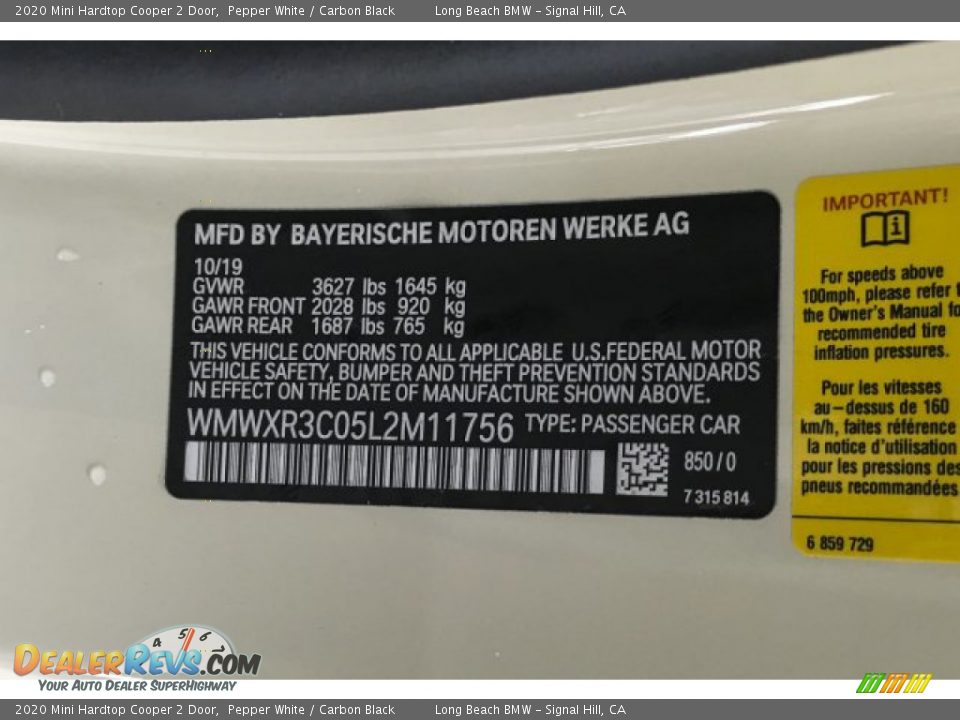 2020 Mini Hardtop Cooper 2 Door, Pepper White / Carbon Black Long Beach BMW - Signal Hill, CA
MFD BY BAYERISCHE MOTOREN WERKE AG
10/19
GVWR 3627 lbs 1645 kg
GAWR FRONT 2028 lbs 920 kg
GAWR REAR 1687 lbs 765 kg
THIS VEHICLE CONFORMS TO ALL APPLICABLE U.S.FEDERAL MOTOR
VEHICLE SAFETY, BUMPER AND THEFT PREVENTION STANDARDS
IN EFFECT ON THE DATE OF MANUFACTURE SHOWN ABOVE.
WMWXR3C05L2M11756 TYPE: PASSENGER CAR
850/0
7 315 814
IMPORTANT!
i
For speeds above
100mph, please refer
the Owner's Manual
recommended tire
inflation pressures.
Pour les vitesses
au-dessus de 160
km/h, faites référence
la notice d'utilisation
pour les pressions des
pneus recommandées
6 859 729
4 5 6
DEALERREVS.COM
YOUR AUTO DEALER SUPERHIGHWAY
2020 Mini Hardtop Cooper 2 Door, Pepper White / Carbon Black Long Beach BMW - Signal Hill, CA